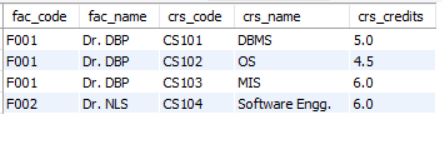 fac_code fac_name crs_code crs_name crs_credits
F001 Dr. DBP CS101 DBMS 5.0
F001 Dr. DBP CS102 OS 4.5
F001 Dr. DBP CS103 MIS 6.0
F002 Dr. NLS CS104 Software Engg. 6.0